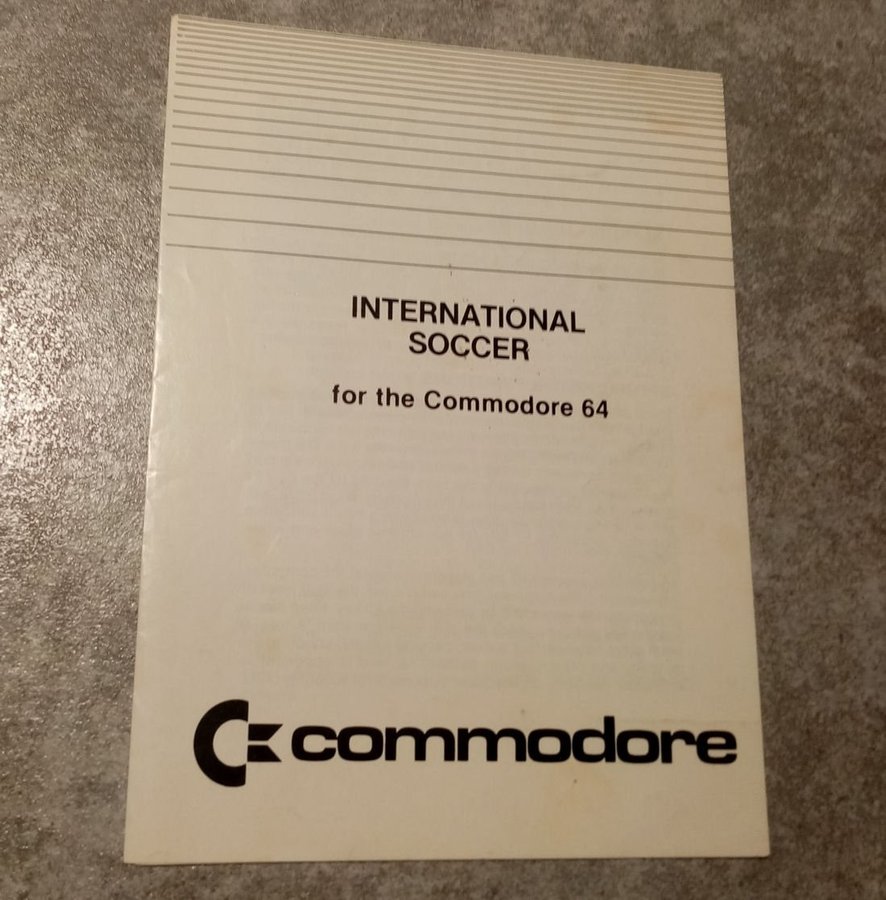 INTERNATIONAL
SOCCER
for the Commodore 64
commodore